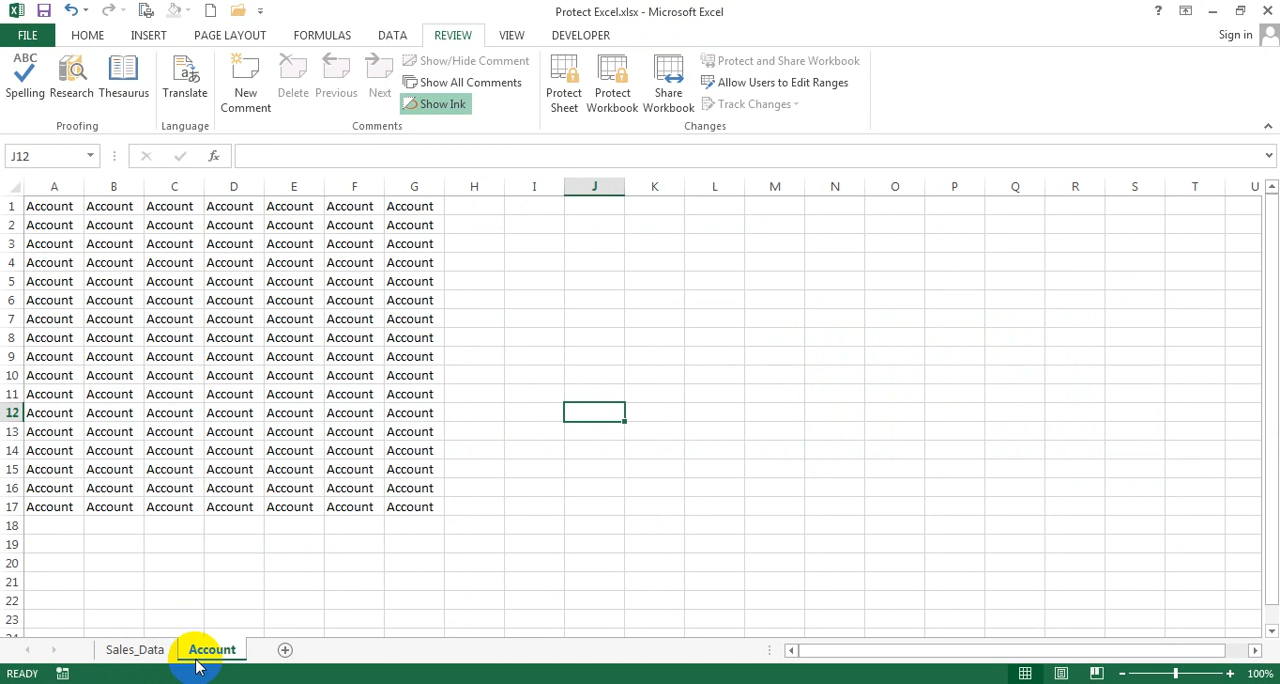 Protect Excel.xlsx - Microsoft Excel
?
FILE HOME INSERT PAGE LAYOUT FORMULAS DATA REVIEW VIEW DEVELOPER Sign in
ABC
Spelling Research Thesaurus
Proofing
Translate
Language
New Comment
Delete Previous Next
Show/Hide Comment
Show All Comments
Show Ink
Comments
Protect Sheet
Protect Workbook
Share Workbook
Protect and Share Workbook
Allow Users to Edit Ranges
Track Changes
Changes
J12 fx
A B C D E F G H I J K L M N O P Q R S T U
1 Account Account Account Account Account Account Account
2 Account Account Account Account Account Account Account
3 Account Account Account Account Account Account Account
4 Account Account Account Account Account Account Account
5 Account Account Account Account Account Account Account
6 Account Account Account Account Account Account Account
7 Account Account Account Account Account Account Account
8 Account Account Account Account Account Account Account
9 Account Account Account Account Account Account Account
10 Account Account Account Account Account Account Account
11 Account Account Account Account Account Account Account
12 Account Account Account Account Account Account Account
13 Account Account Account Account Account Account Account
14 Account Account Account Account Account Account Account
15 Account Account Account Account Account Account Account
16 Account Account Account Account Account Account Account
17 Account Account Account Account Account Account Account
18
19
20
21
22
23
24
Sales_Data Account
READY 100%